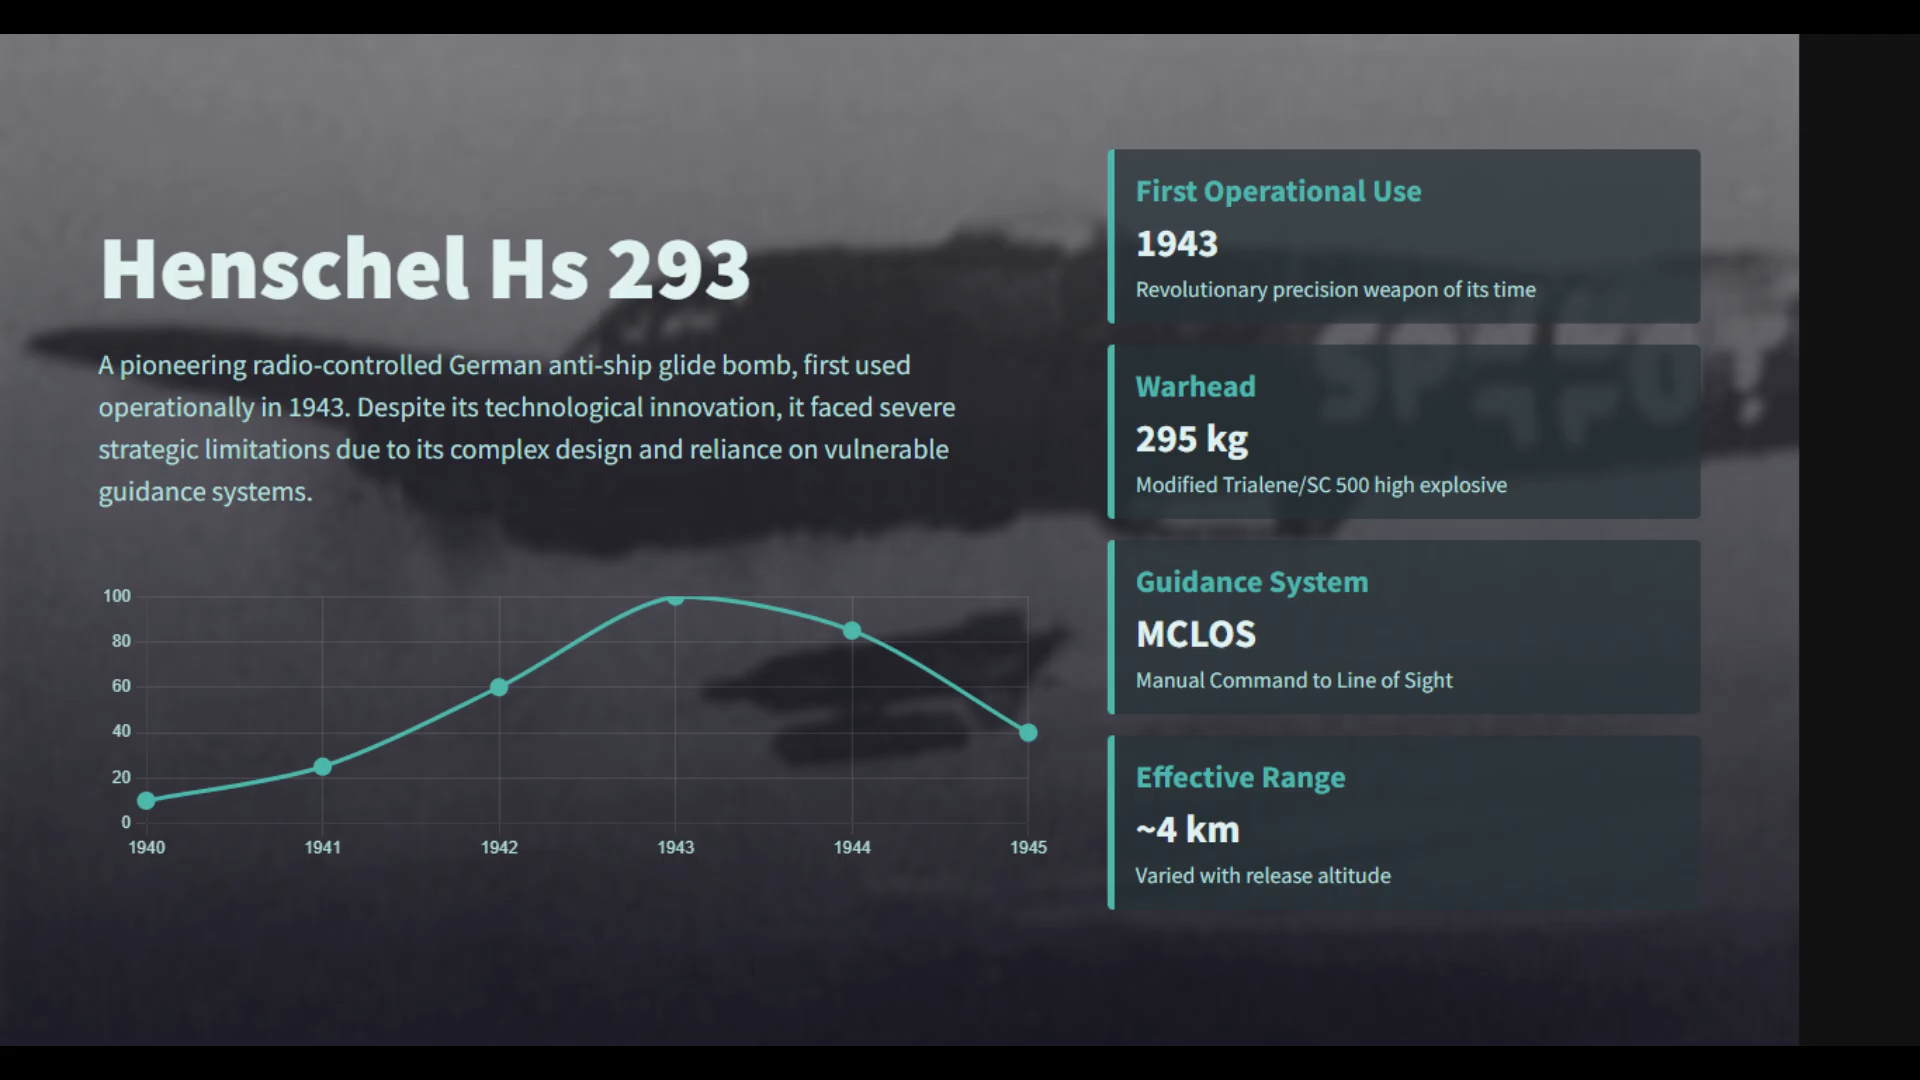 Henschel Hs 293
A pioneering radio-controlled German anti-ship glide bomb, first used
operationally in 1943. Despite its technological innovation, it faced severe
strategic limitations due to its complex design and reliance on vulnerable
guidance systems.
100
80
60
40
20
0
1940 1941 1942 1943 1944 1945
First Operational Use
1943
Revolutionary precision weapon of its time
Warhead
295 kg
Modified Trialene/SC 500 high explosive
Guidance System
MCLOS
Manual Command to Line of Sight
Effective Range
~4 km
Varied with release altitude